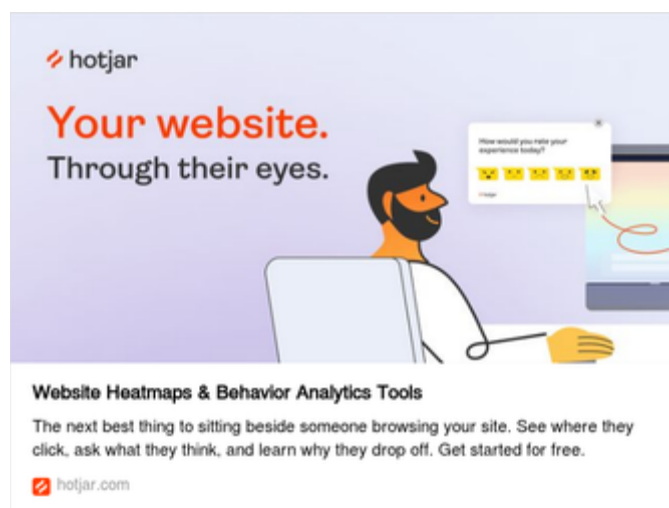 hotjar
Your website.
Through their eyes.
How would you rate your
experience today?
hotjar
Website Heatmaps & Behavior Analytics Tools
The next best thing to sitting beside someone browsing your site. See where they
click, ask what they think, and learn why they drop off. Get started for free.
hotjar.com